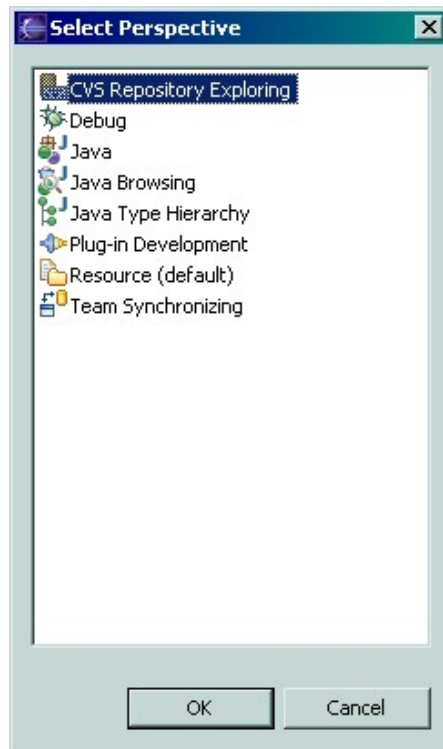 Select Perspective
CVS Repository Exploring
Debug
Java
Java Browsing
Java Type Hierarchy
Plug-in Development
Resource (default)
Team Synchronizing
OK Cancel